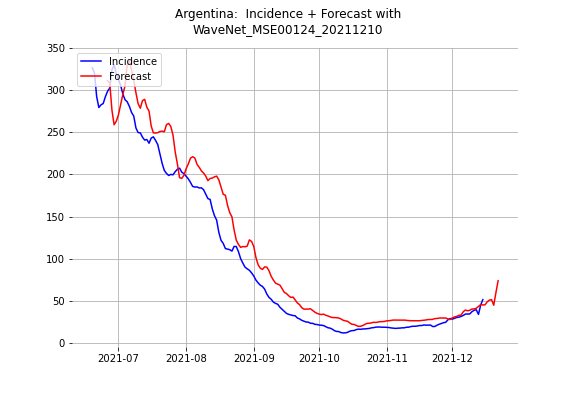 Argentina: Incidence + Forecast with
WaveNet_MSE00124_20211210
Incidence
Forecast
350
300
250
200
150
100
50
0
2021-07 2021-08 2021-09 2021-10 2021-11 2021-12